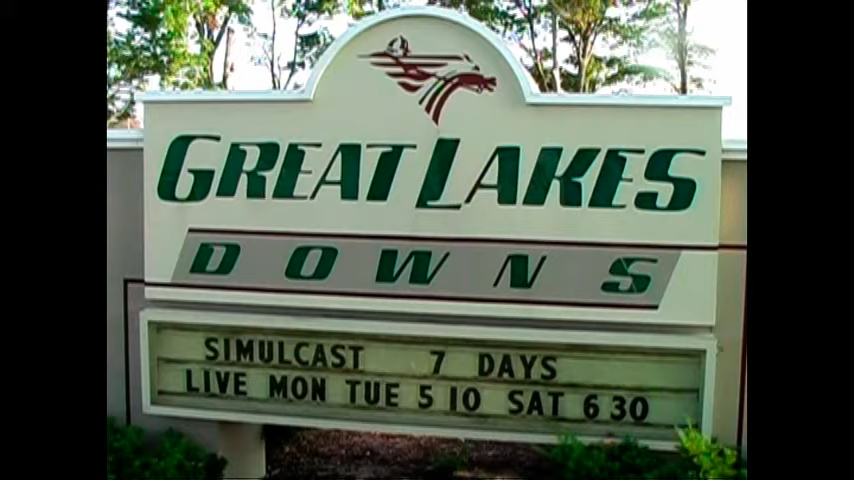 GREAT LAKES
DOWNS
SIMULCAST 7 DAYS
LIVE MON TUE 5 10 SAT 6 30